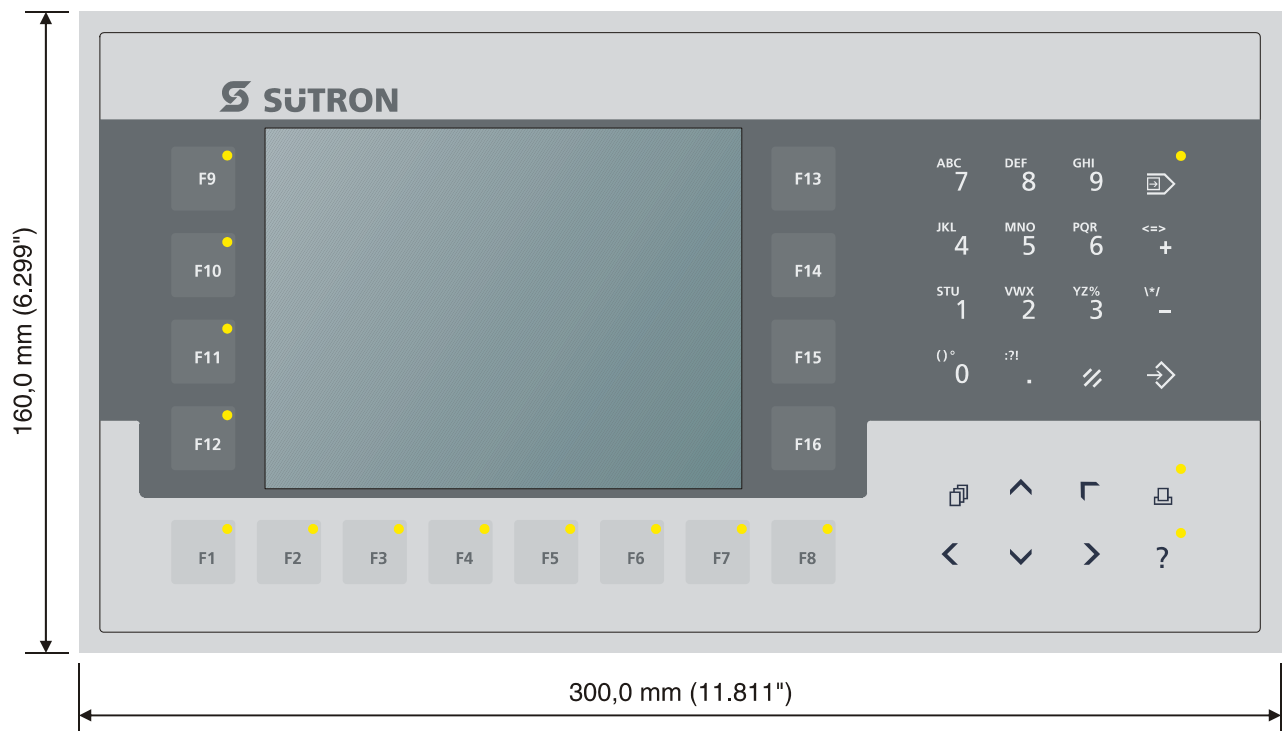 SÜTRON
F9
F13
ABC 7 DEF 8 GHI 9
F10
F14
JKL 4 MNO 5 PQR 6 <=> +
F11
F15
STU 1 VWX 2 YZ% 3 \*/ –
F12
F16
()° 0 :?! .
F1 F2 F3 F4 F5 F6 F7 F8
?
160,0 mm (6.299")
300,0 mm (11.811")